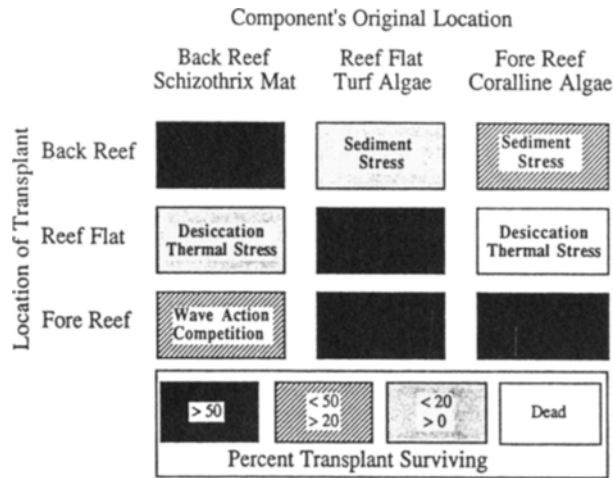 Component's Original Location
Back Reef
Schizothrix Mat
Reef Flat
Turf Algae
Fore Reef
Coralline Algae
Location of Transplant
Back Reef
Sediment
Stress
Sediment
Stress
Reef Flat
Desiccation
Thermal Stress
Desiccation
Thermal Stress
Fore Reef
Wave Action
Competition
> 50
< 50
> 20
< 20
> 0
Dead
Percent Transplant Surviving